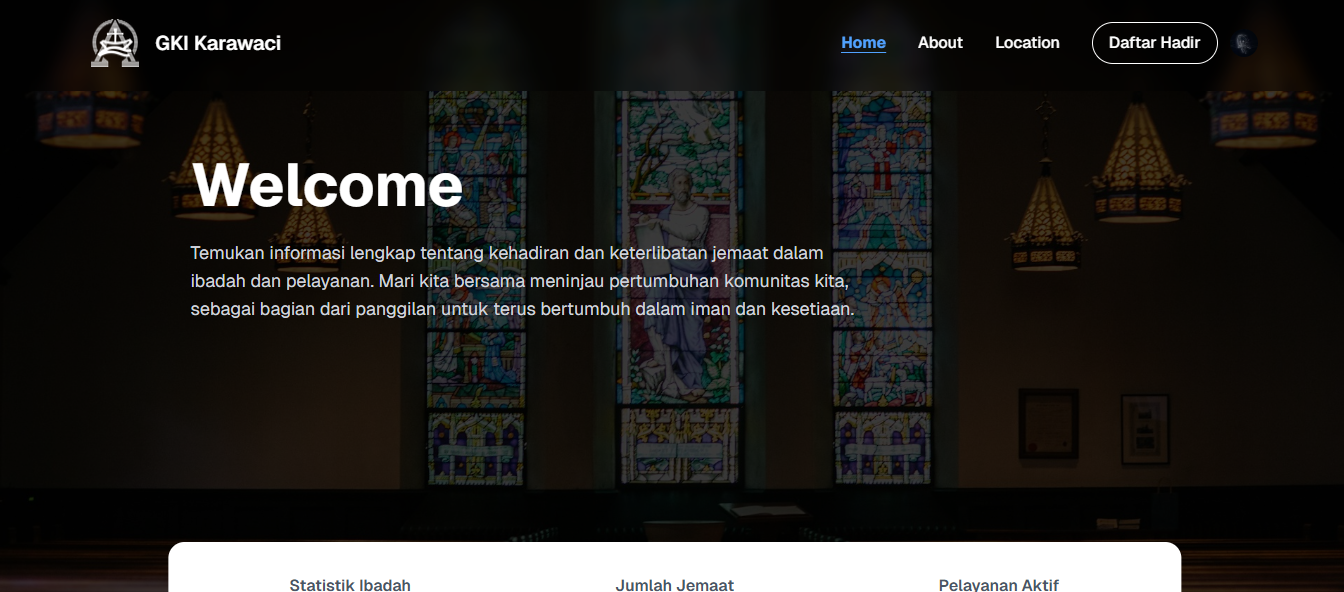 GKI Karawaci
Home
About
Location
Daftar Hadir
Welcome
Temukan informasi lengkap tentang kehadiran dan keterlibatan jemaat dalam
ibadah dan pelayanan. Mari kita bersama meninjau pertumbuhan komunitas kita,
sebagai bagian dari panggilan untuk terus bertumbuh dalam iman dan kesetiaan.
Statistik Ibadah
Jumlah Jemaat
Pelayanan Aktif